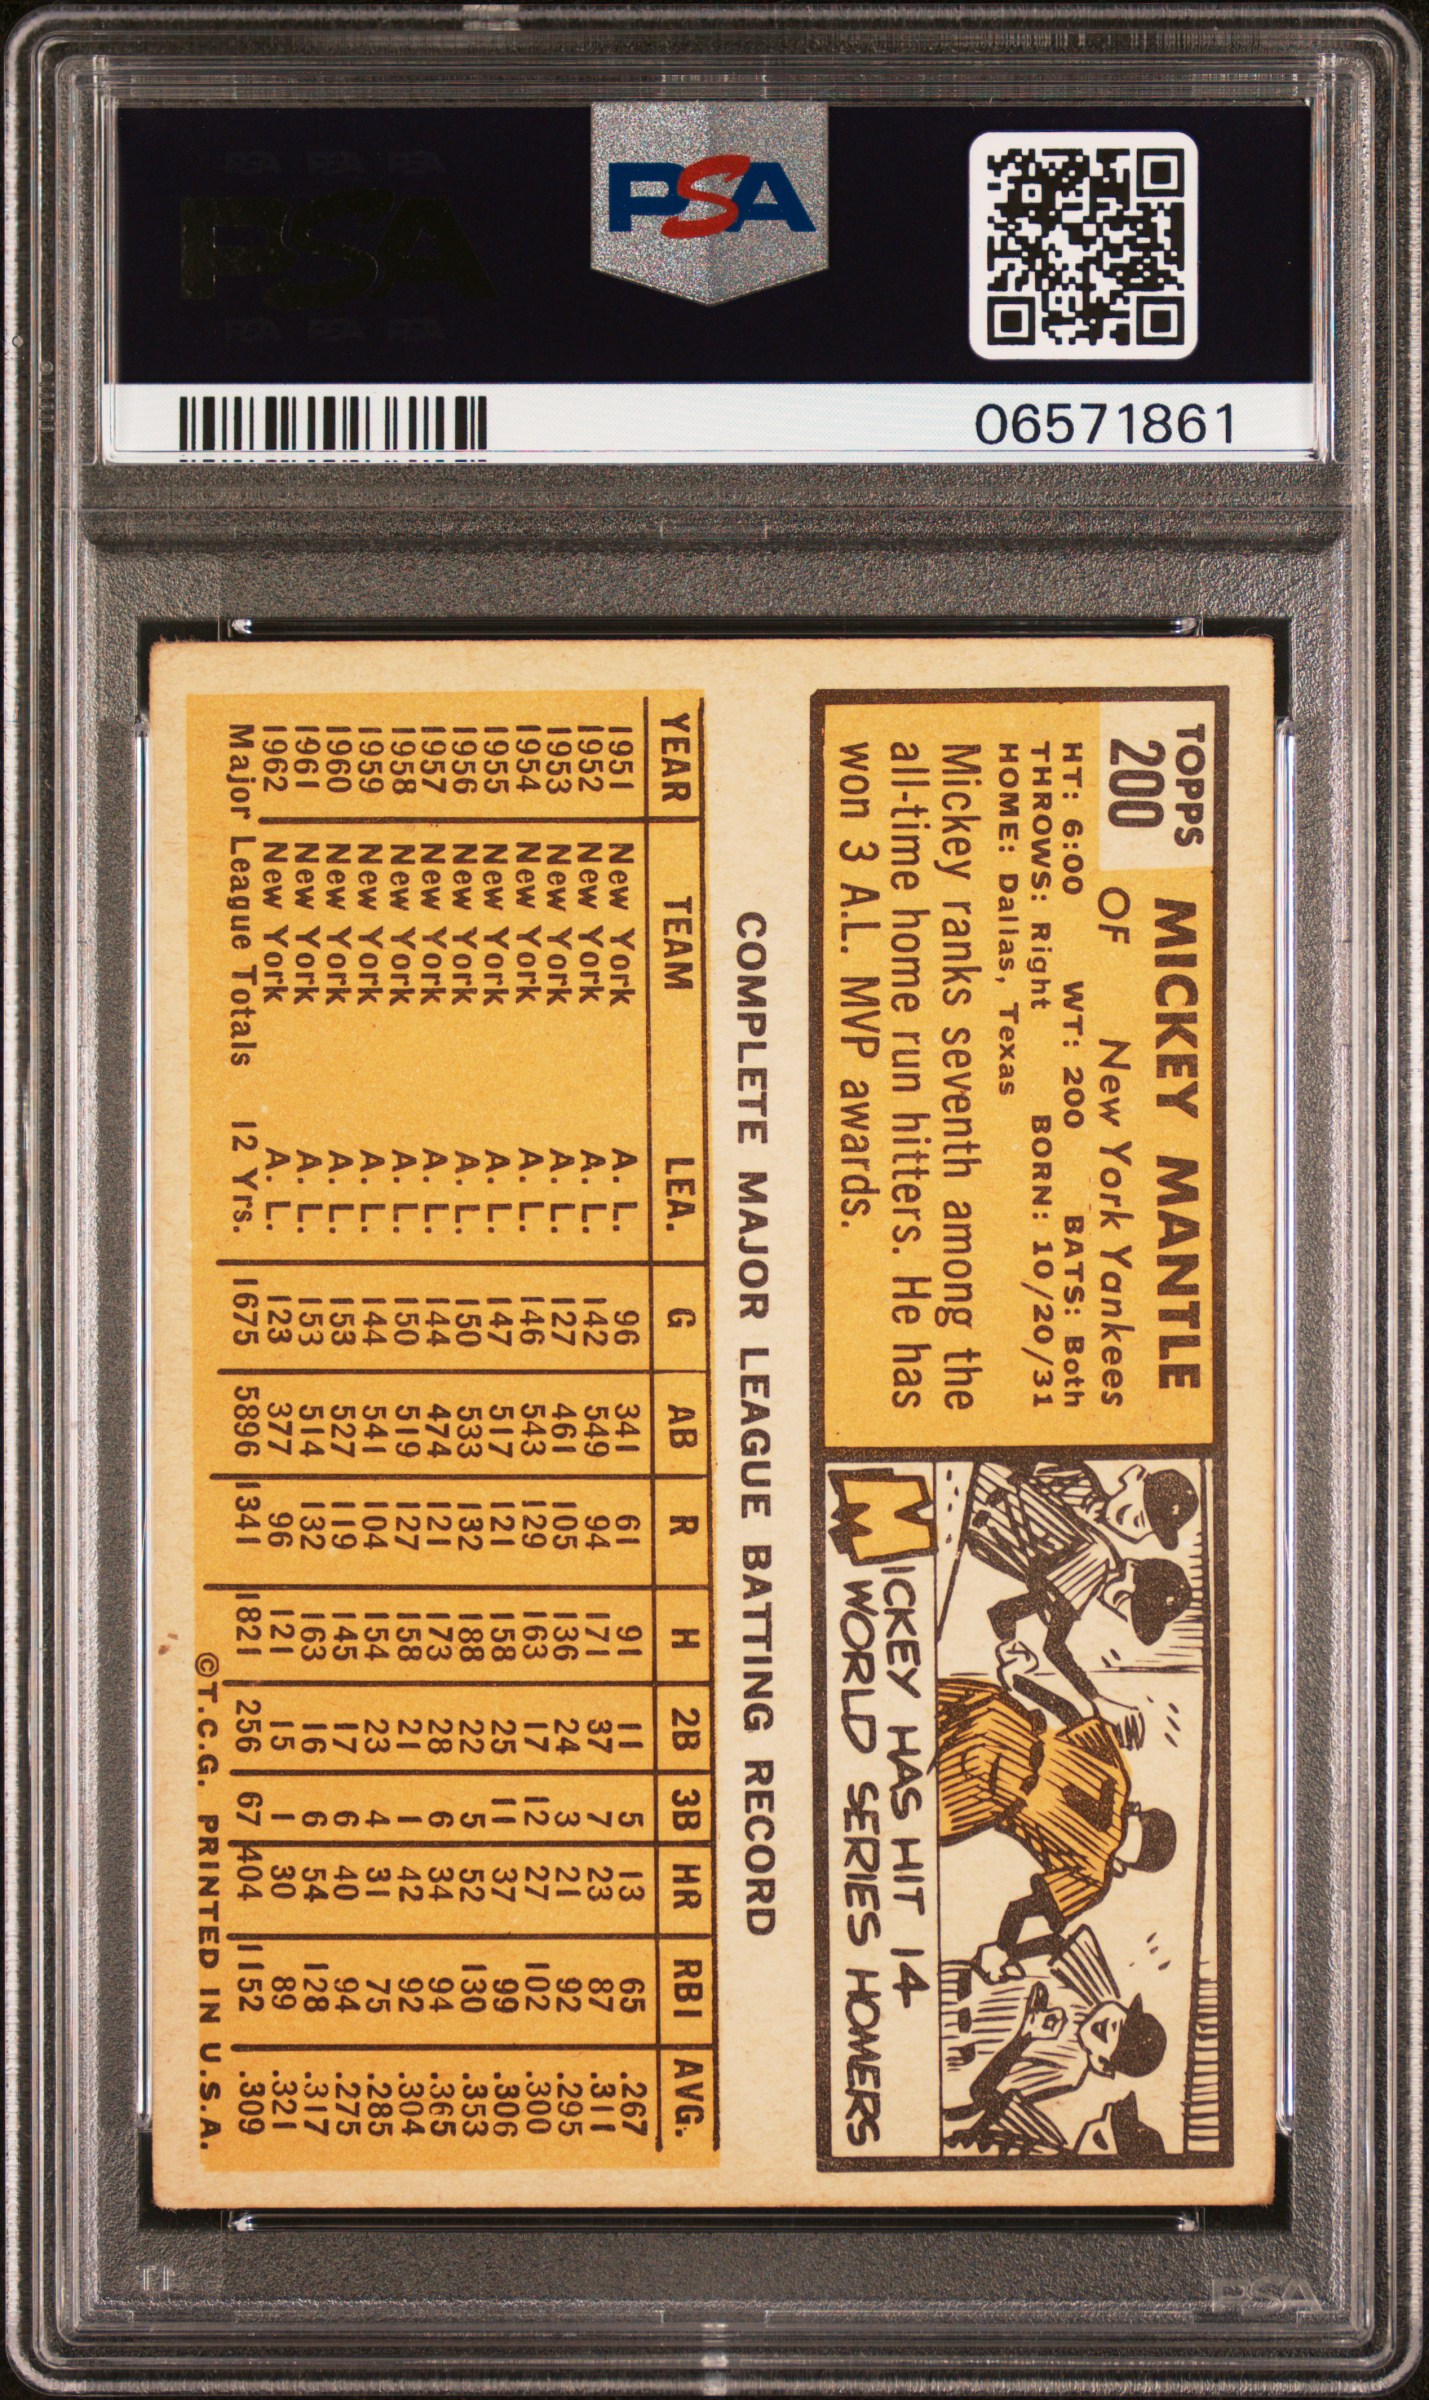 PSA
06571861
TOPPS
200
MICKEY MANTLE
OF New York Yankees
HT: 6:00 WT: 200 BATS: Both
THROWS: Right BORN: 10/20/31
HOME: Dallas, Texas
Mickey ranks seventh among the
all-time home run hitters. He has
won 3 A.L. MVP awards.
MICKEY HAS HIT 14
WORLD SERIES HOMERS
COMPLETE MAJOR LEAGUE BATTING RECORD
YEAR TEAM LEA. G AB R H 2B 3B HR RBI AVG.
1951 New York A. L. 96 341 61 91 11 5 13 65 .267
1952 New York A. L. 142 549 94 171 37 7 23 87 .311
1953 New York A. L. 127 461 105 136 24 3 21 92 .295
1954 New York A. L. 146 543 129 163 17 12 27 102 .300
1955 New York A. L. 147 517 121 158 25 11 37 99 .306
1956 New York A. L. 150 533 132 188 22 5 52 130 .353
1957 New York A. L. 144 474 121 173 28 6 34 94 .365
1958 New York A. L. 150 519 127 158 21 1 42 92 .304
1959 New York A. L. 144 541 104 154 23 4 31 75 .285
1960 New York A. L. 153 527 119 145 17 6 40 94 .275
1961 New York A. L. 153 514 132 163 16 6 54 128 .317
1962 New York A. L. 123 377 96 121 15 1 30 89 .321
Major League Totals 12 Yrs. 1675 5896 1341 1821 256 67 404 1152 .309
©T.C.G. PRINTED IN U.S.A.
PSA